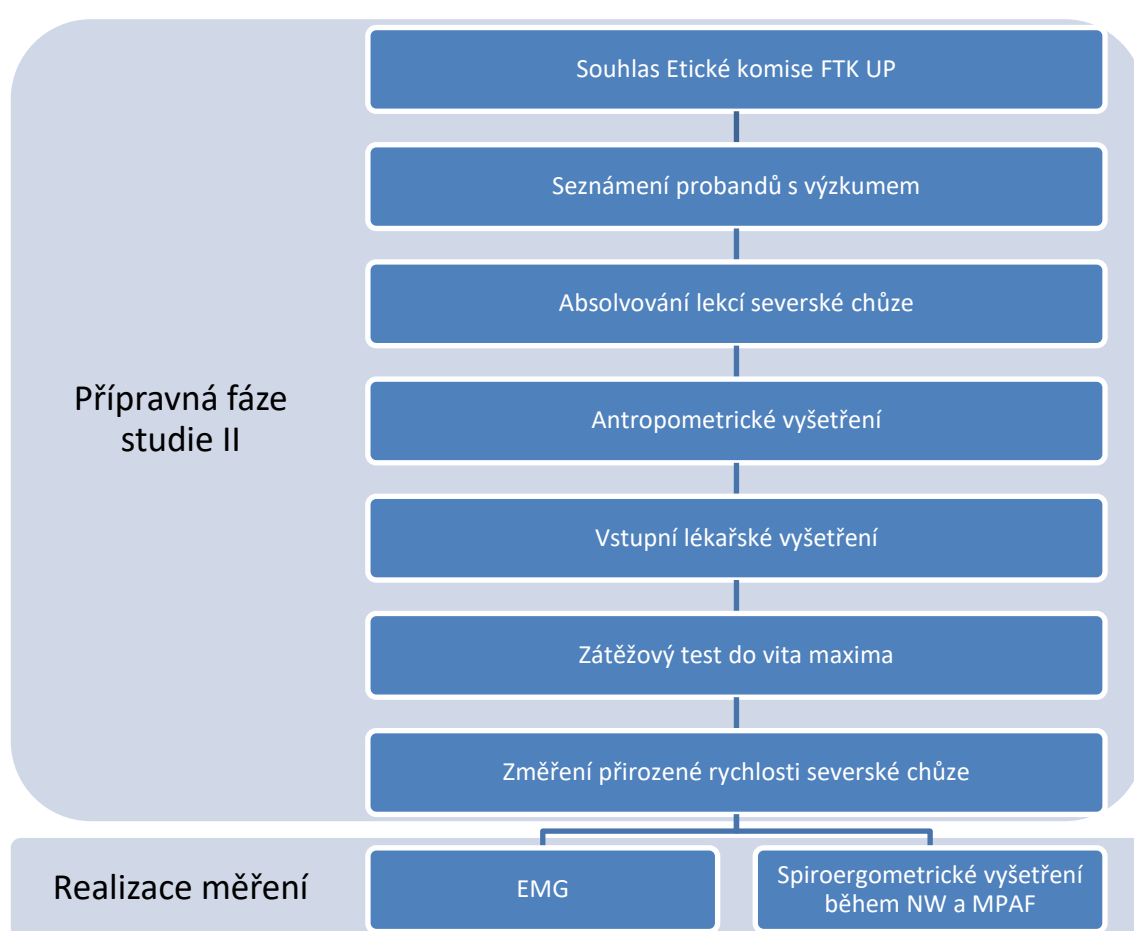 Souhlas Etické komise FTK UP
Seznámení probandů s výzkumem
Absolvování lekcí severské chůze
Přípravná fáze
studie II
Antropometrické vyšetření
Vstupní lékařské vyšetření
Zátěžový test do vita maxima
Změření přirozené rychlosti severské chůze
Realizace měření
EMG
Spiroergometrické vyšetření
během NW a MPAF